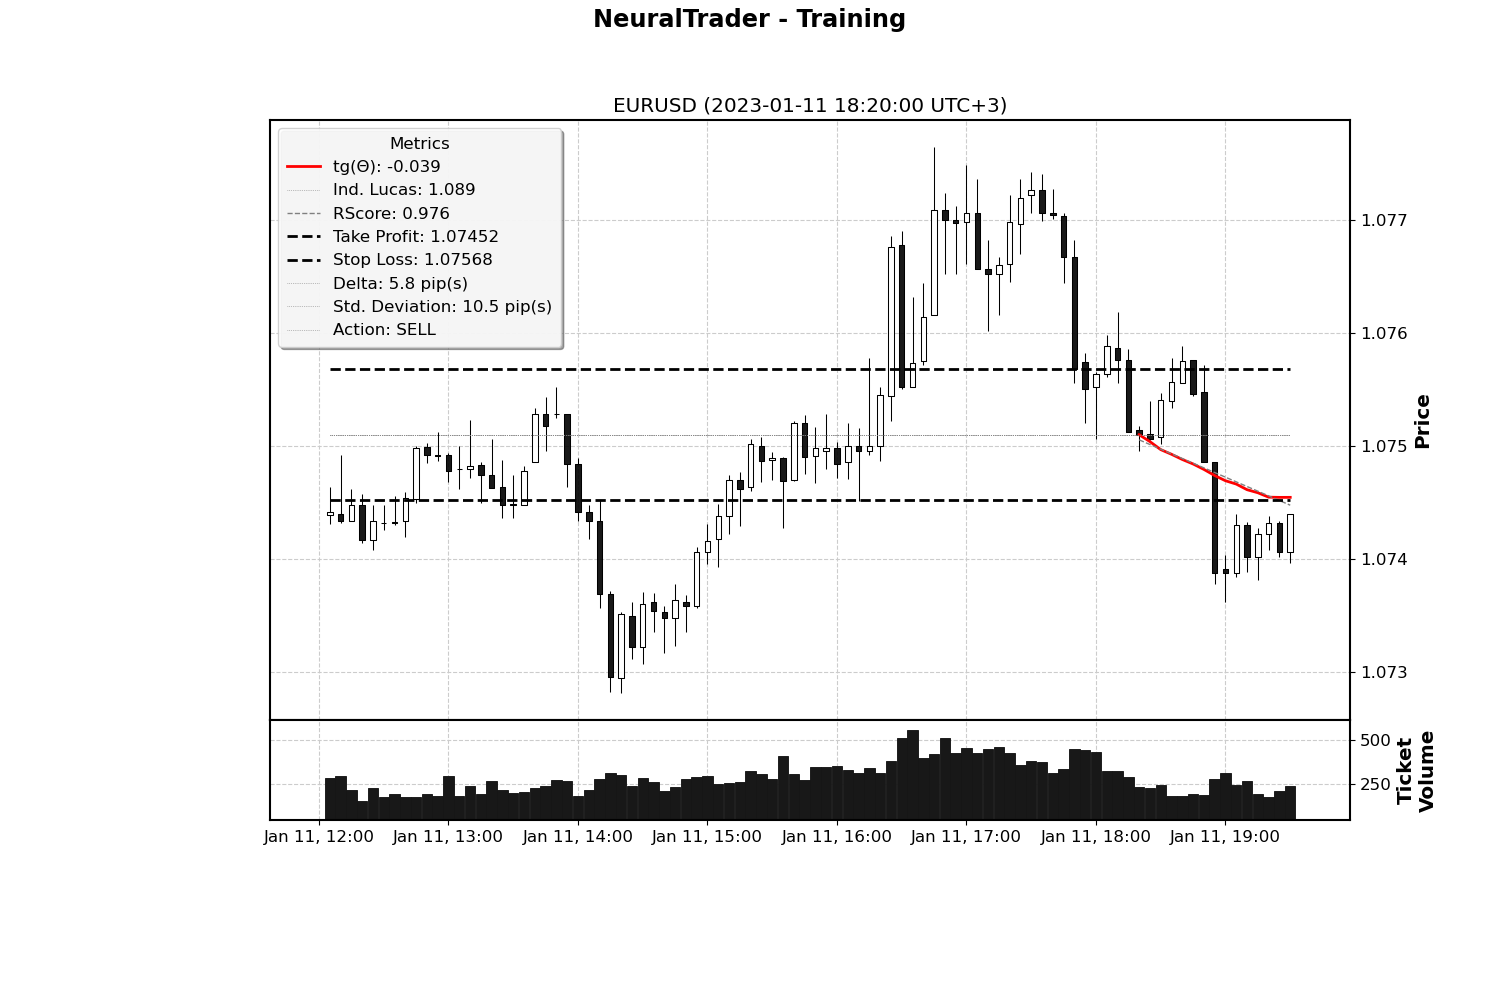 NeuralTrader - Training
EURUSD (2023-01-11 18:20:00 UTC+3)
Metrics
tg(Θ): -0.039
Ind. Lucas: 1.089
RScore: 0.976
Take Profit: 1.07452
Stop Loss: 1.07568
Delta: 5.8 pip(s)
Std. Deviation: 10.5 pip(s)
Action: SELL
1.077
1.076
1.075
1.074
1.073
Price
500
250
Ticket
Volume
Jan 11, 12:00
Jan 11, 13:00
Jan 11, 14:00
Jan 11, 15:00
Jan 11, 16:00
Jan 11, 17:00
Jan 11, 18:00
Jan 11, 19:00